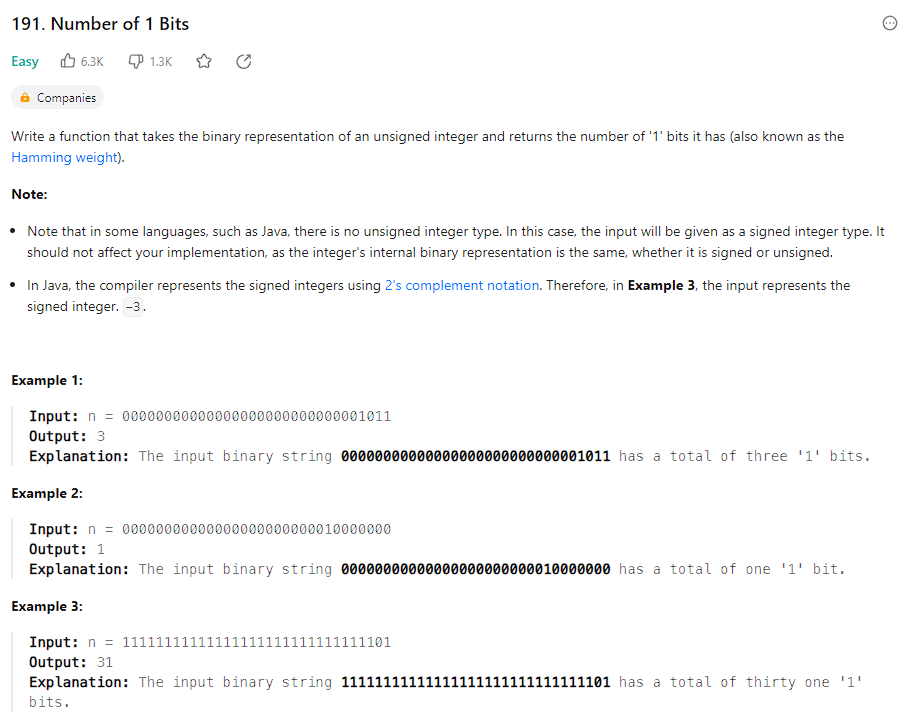 191. Number of 1 Bits
Easy 6.3K 1.3K
Companies
Write a function that takes the binary representation of an unsigned integer and returns the number of '1' bits it has (also known as the
Hamming weight).
Note:
• Note that in some languages, such as Java, there is no unsigned integer type. In this case, the input will be given as a signed integer type. It
should not affect your implementation, as the integer's internal binary representation is the same, whether it is signed or unsigned.
• In Java, the compiler represents the signed integers using 2's complement notation. Therefore, in Example 3, the input represents the
signed integer. -3.
Example 1:
Input: n = 00000000000000000000000000001011
Output: 3
Explanation: The input binary string 00000000000000000000000000001011 has a total of three '1' bits.
Example 2:
Input: n = 00000000000000000000000010000000
Output: 1
Explanation: The input binary string 00000000000000000000000010000000 has a total of one '1' bit.
Example 3:
Input: n = 11111111111111111111111111111101
Output: 31
Explanation: The input binary string 11111111111111111111111111111101 has a total of thirty one '1'
bits.